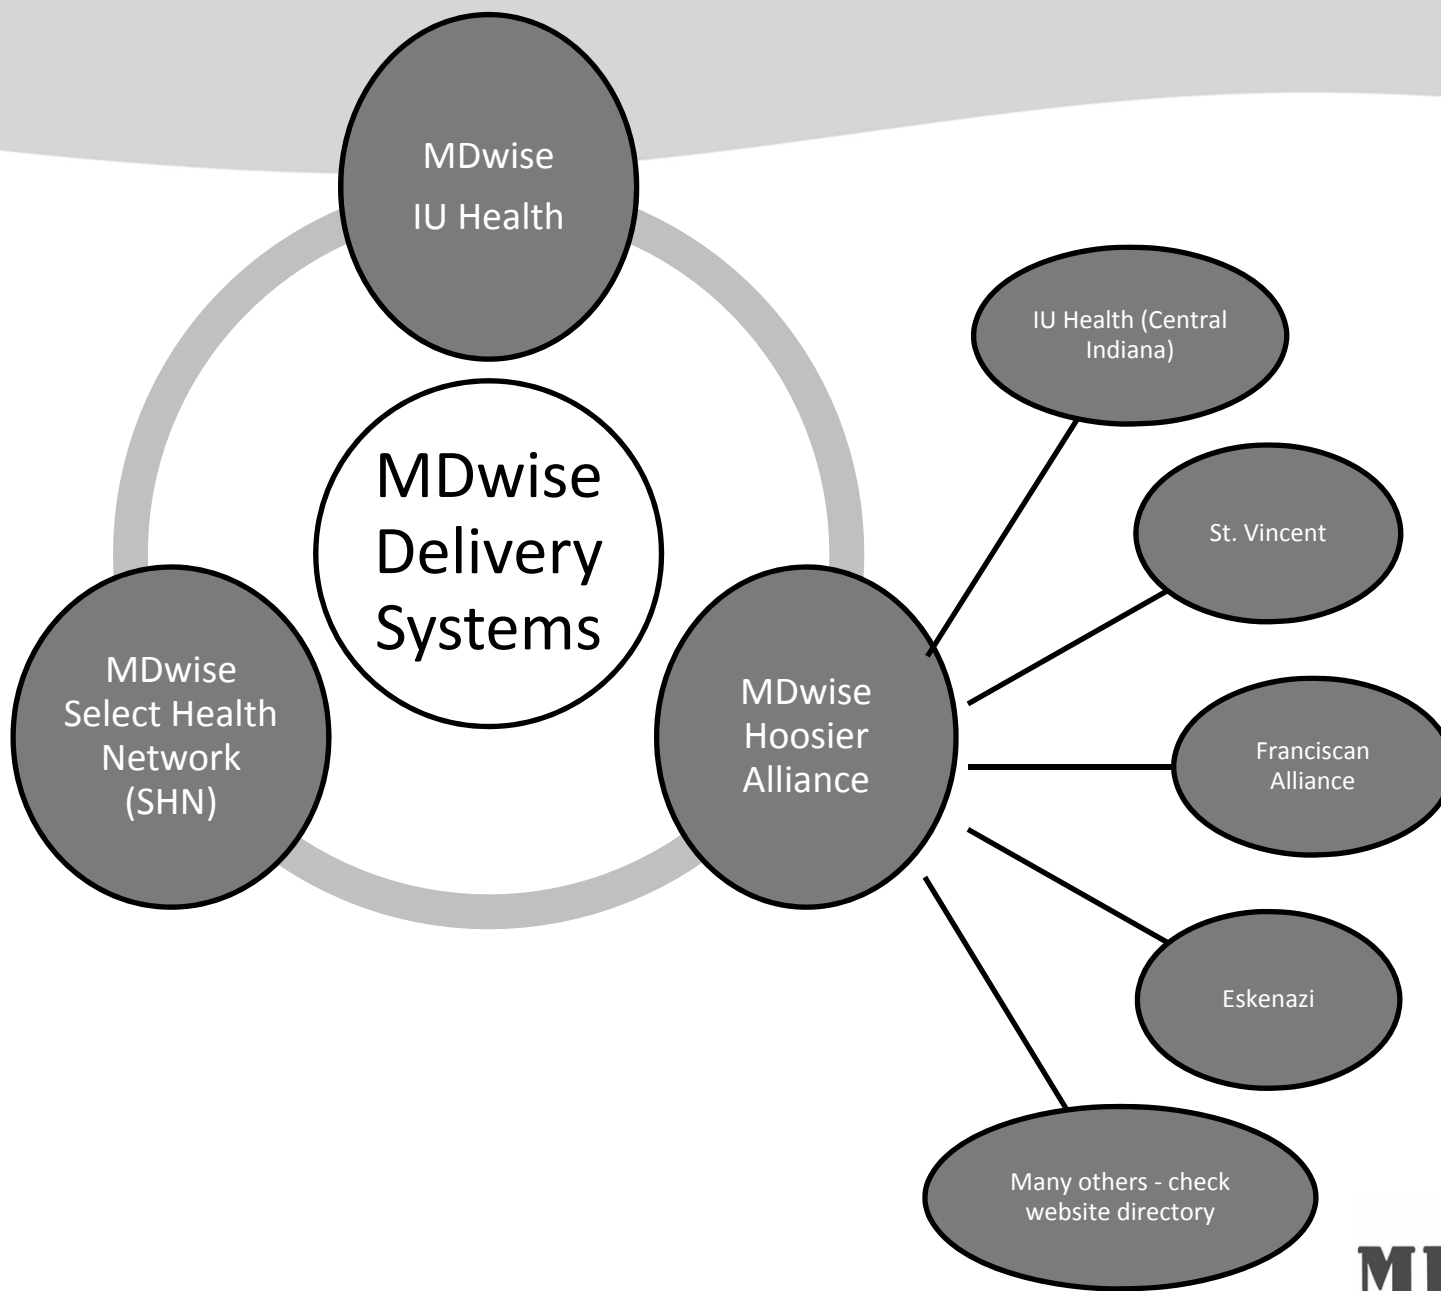 MDwise
IU Health
MDwise
Delivery
Systems
MDwise
Select Health
Network
(SHN)
MDwise
Hoosier
Alliance
IU Health (Central
Indiana)
St. Vincent
Franciscan
Alliance
Eskenazi
Many others - check
website directory